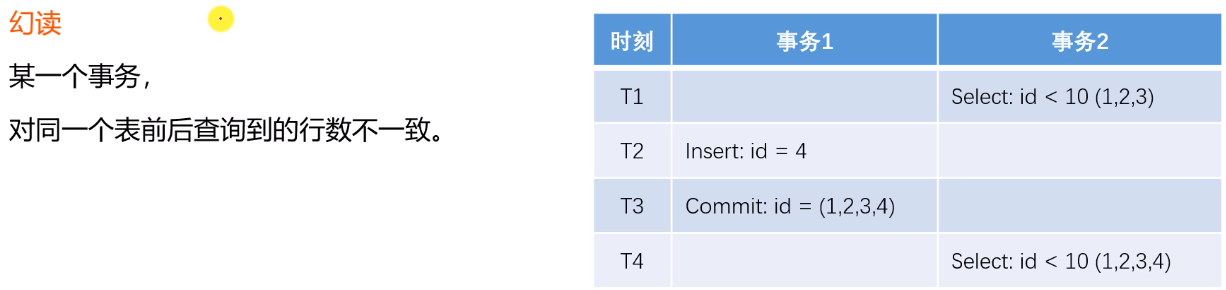 幻读
某一个事务，
对同一个表前后查询到的行数不一致。
时刻 事务1 事务2
T1 Select: id < 10 (1,2,3)
T2 Insert: id = 4
T3 Commit: id = (1,2,3,4)
T4 Select: id < 10 (1,2,3,4)